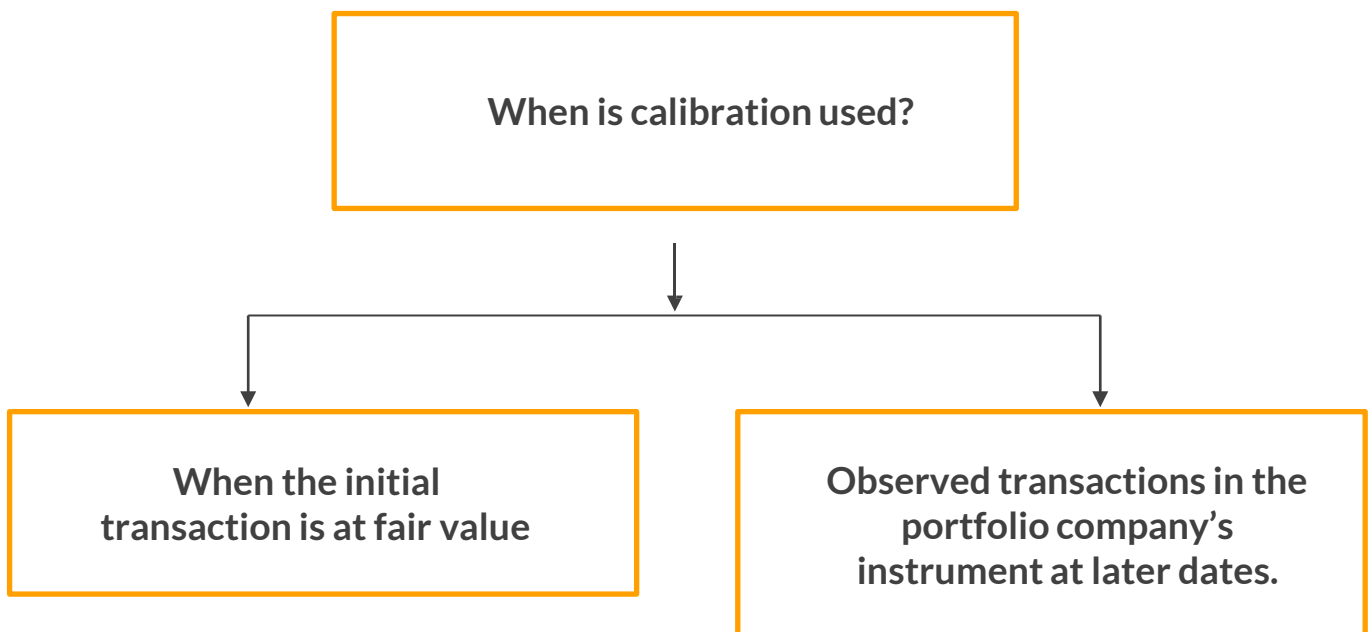 When is calibration used?
When the initial
transaction is at fair value
Observed transactions in the
portfolio company’s
instrument at later dates.